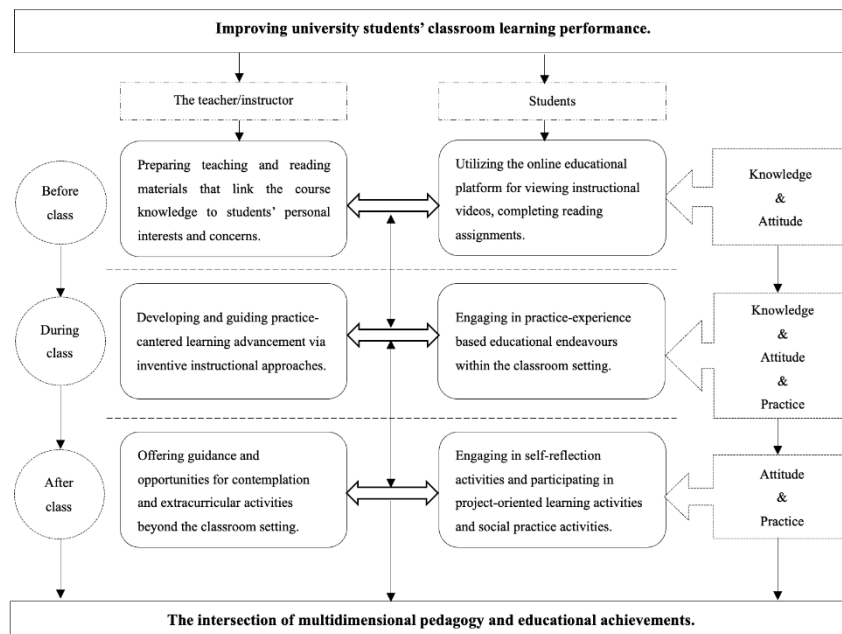 Improving university students' classroom learning performance.
The teacher/instructor
Students
Before
class
Preparing teaching and reading
materials that link the course
knowledge to students' personal
interests and concerns.
Utilizing the online educational
platform for viewing instructional
videos, completing reading
assignments.
Knowledge
&
Attitude
During
class
Developing and guiding practice-
cantered learning advancement via
inventive instructional approaches.
Engaging in practice-experience
based educational endeavours
within the classroom setting.
Knowledge
&
Attitude
&
Practice
After
class
Offering guidance and
opportunities for contemplation
and extracurricular activities
beyond the classroom setting.
Engaging in self-reflection
activities and participating in
project-oriented learning activities
and social practice activities.
Attitude
&
Practice
The intersection of multidimensional pedagogy and educational achievements.